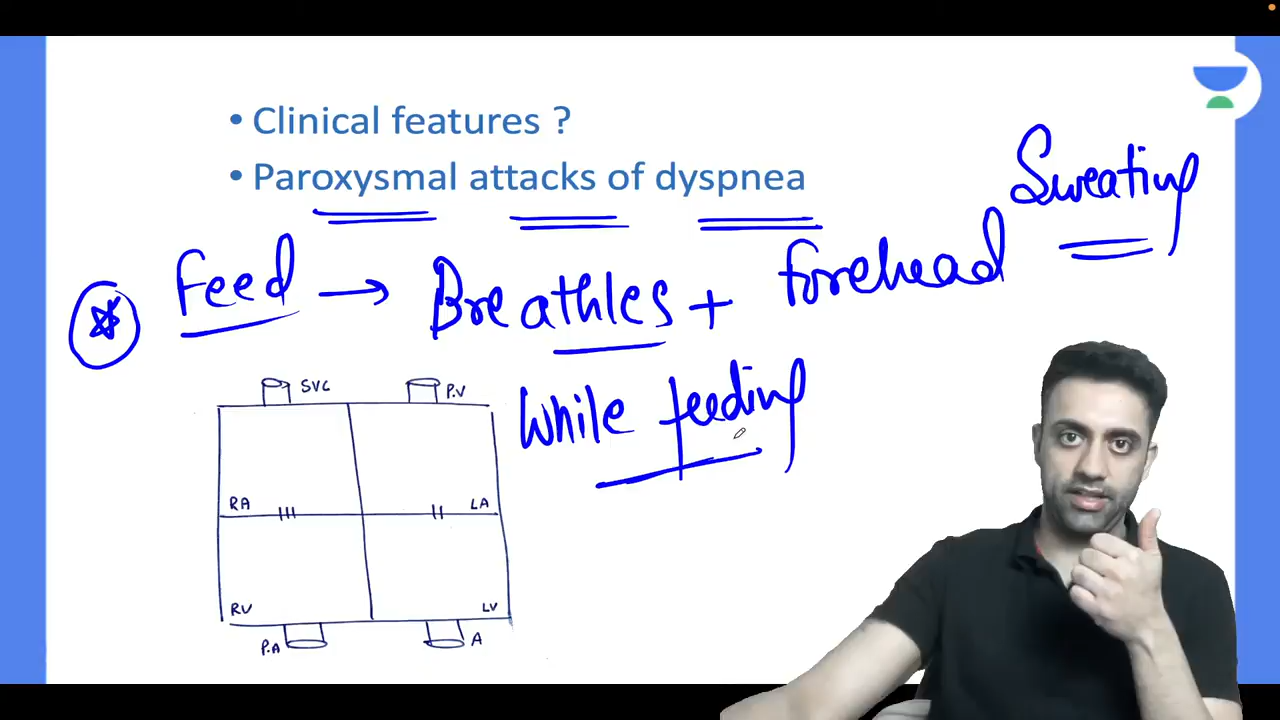 • Clinical features ?
• Paroxysmal attacks of dyspnea
Sweating
Feed → Breathles + forehead
While feeding
SVC P.V
RA LA
RV LV
P.A A